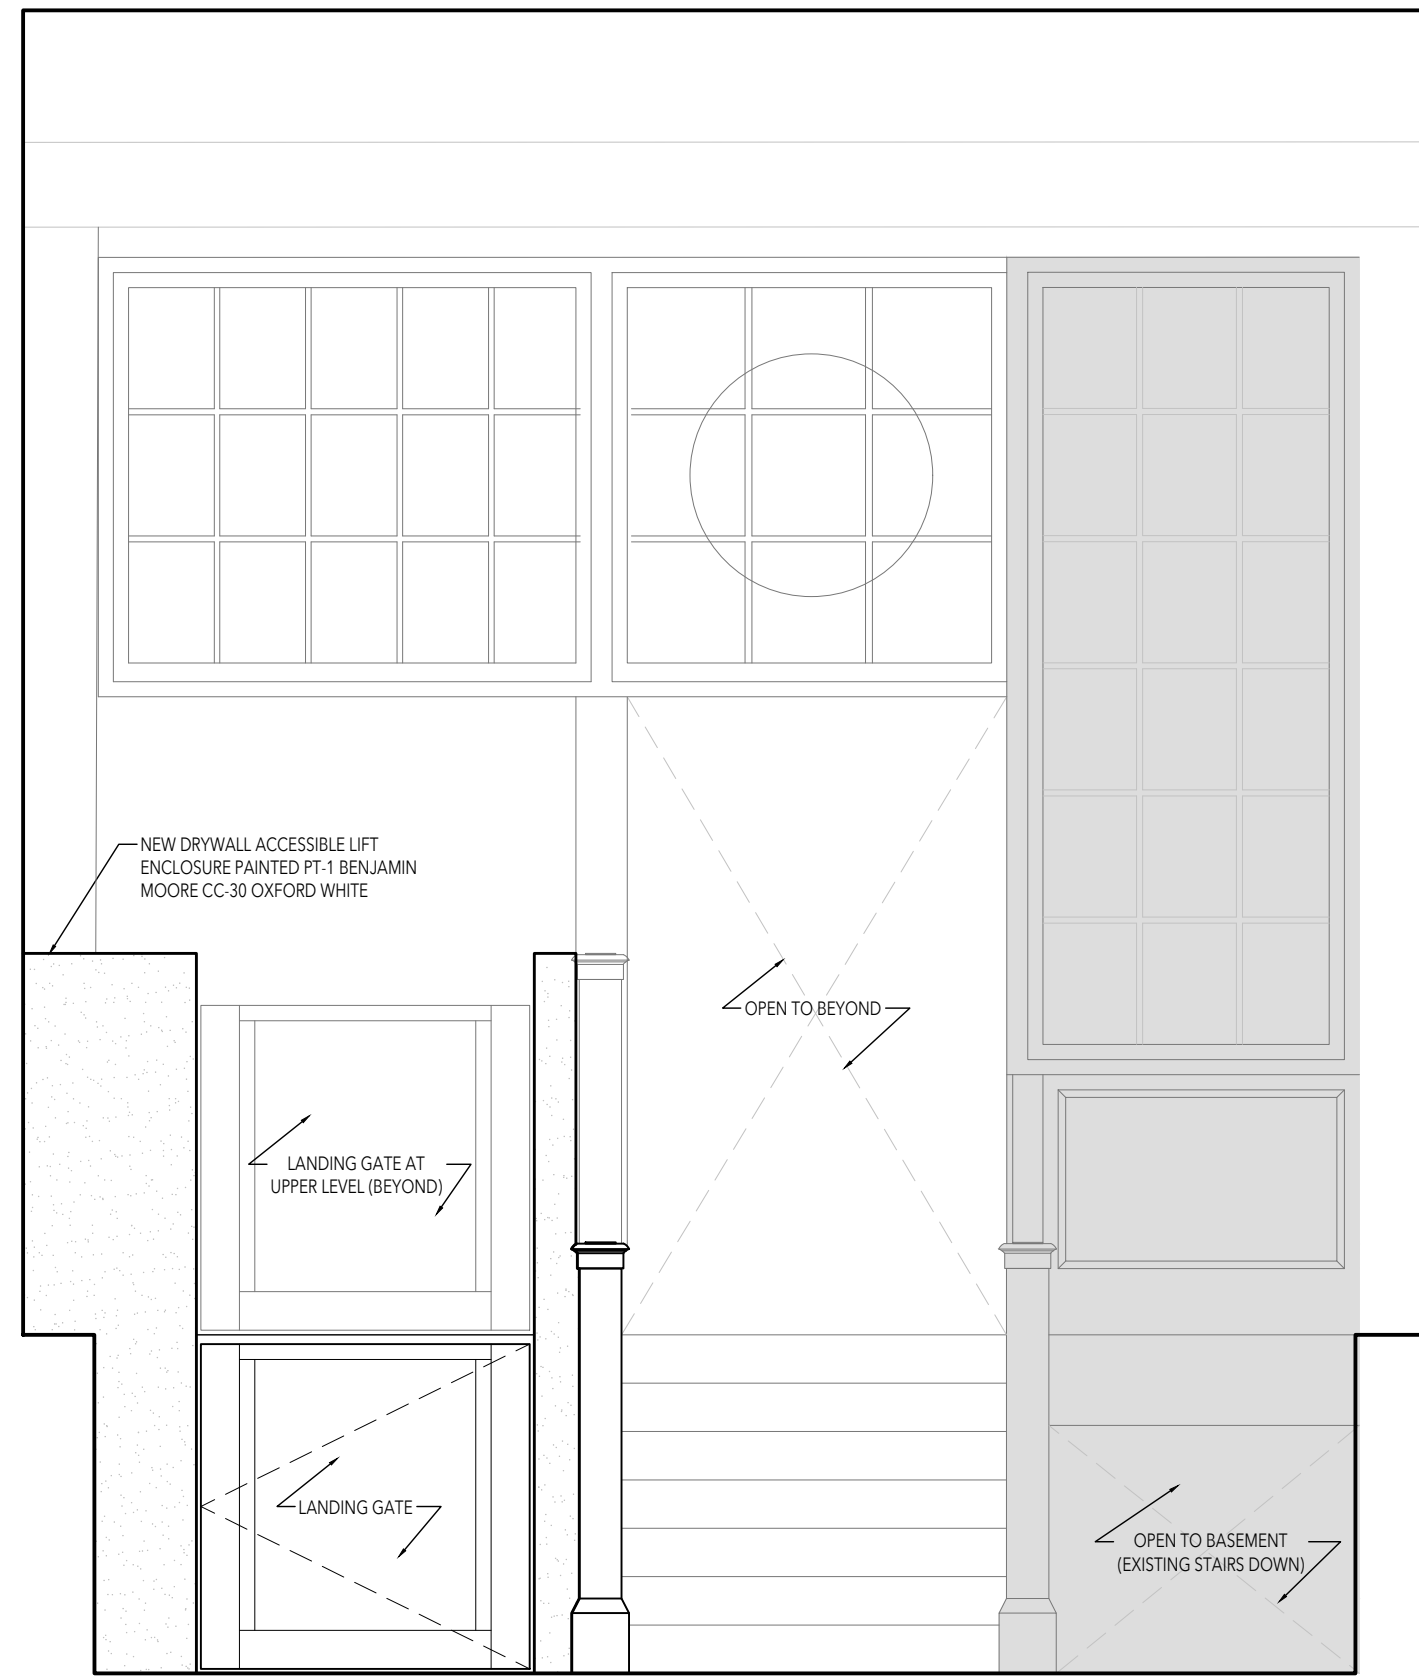 NEW DRYWALL ACCESSIBLE LIFT
ENCLOSURE PAINTED PT-1 BENJAMIN
MOORE CC-30 OXFORD WHITE
OPEN TO BEYOND
LANDING GATE AT
UPPER LEVEL (BEYOND)
LANDING GATE
OPEN TO BASEMENT
(EXISTING STAIRS DOWN)